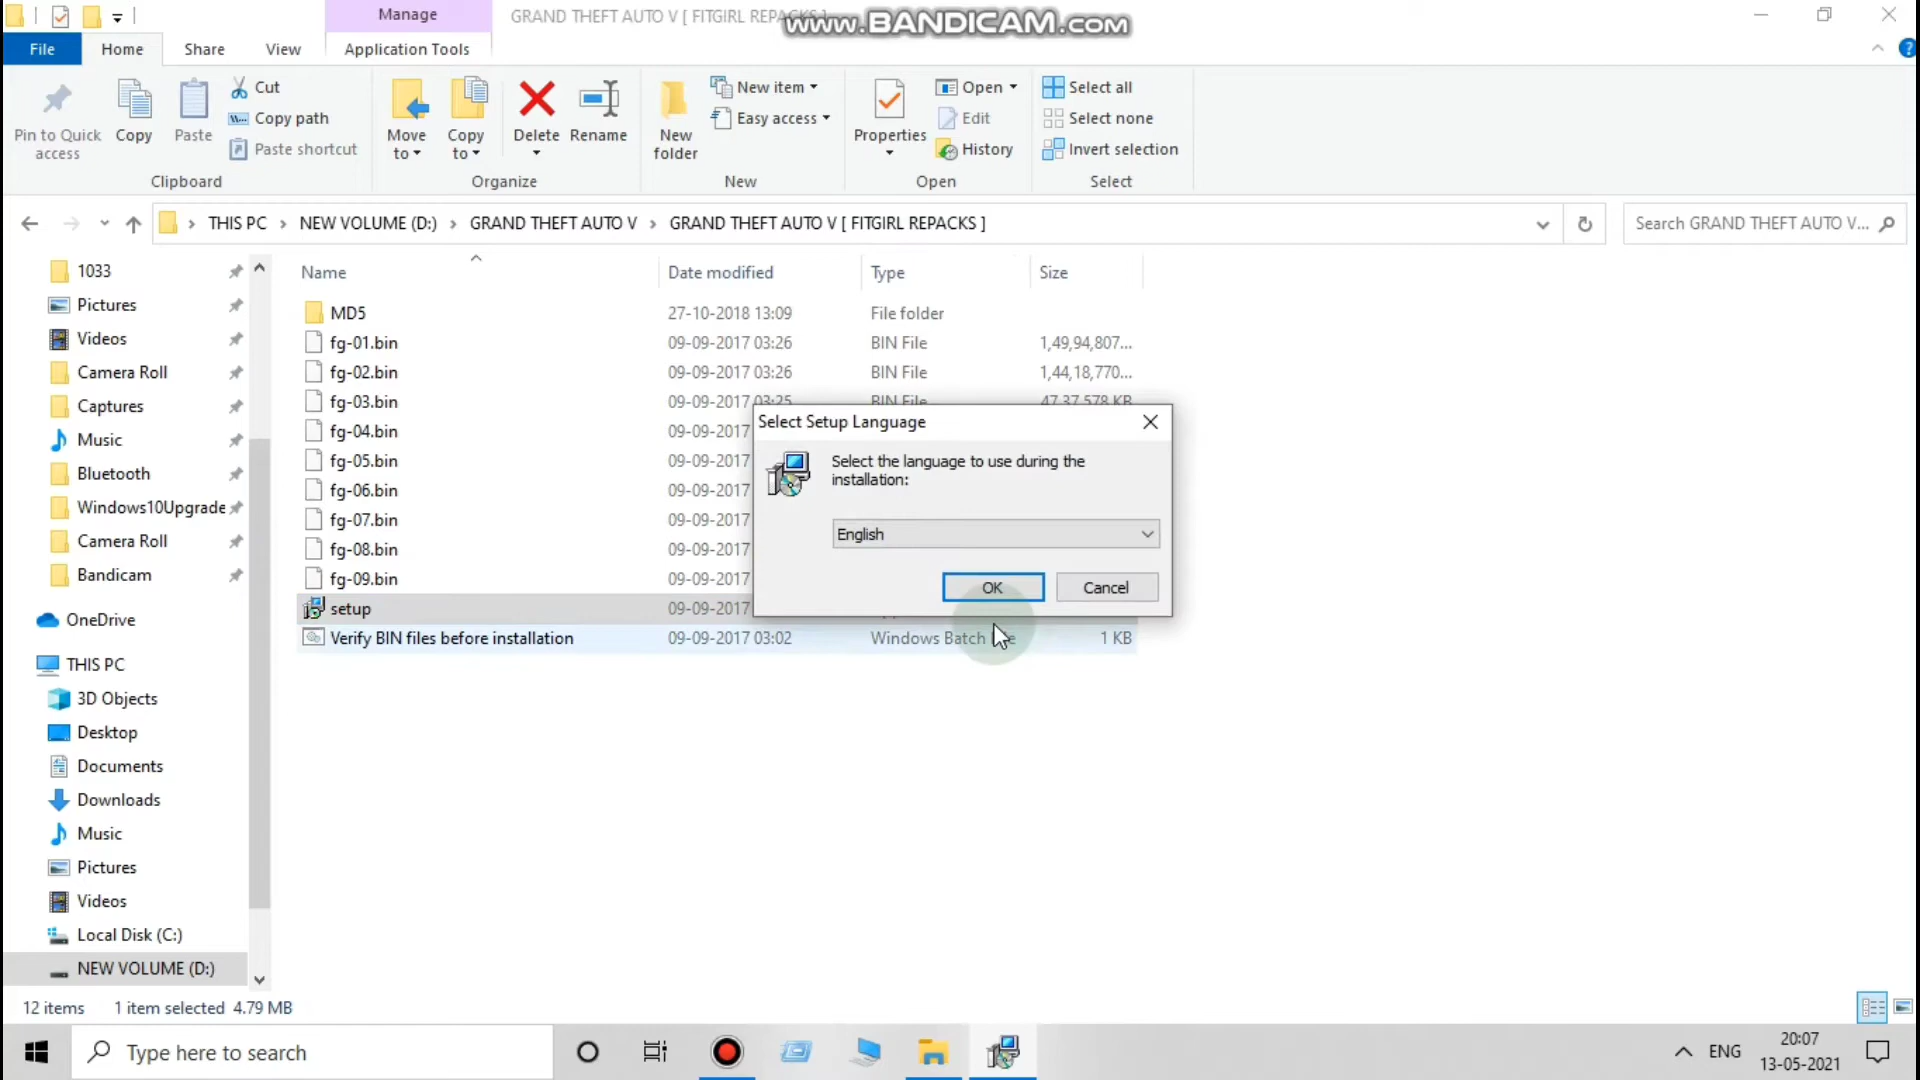 Manage
GRAND THEFT AUTO V [ FITGIRL REPACKS ]
www.BANDICAM.com
File
Home
Share
View
Application Tools
Pin to Quick
access
Copy
Paste
Cut
Copy path
Paste shortcut
Clipboard
Move
to
Copy
to
Delete
Rename
Organize
New
folder
New item
Easy access
New
Properties
Open
Edit
History
Open
Select all
Select none
Invert selection
Select
THIS PC > NEW VOLUME (D:) > GRAND THEFT AUTO V > GRAND THEFT AUTO V [ FITGIRL REPACKS ]
Search GRAND THEFT AUTO V...
1033
Pictures
Videos
Camera Roll
Captures
Music
Bluetooth
Windows10Upgrade
Camera Roll
Bandicam
OneDrive
THIS PC
3D Objects
Desktop
Documents
Downloads
Music
Pictures
Videos
Local Disk (C:)
NEW VOLUME (D:)
Name Date modified Type Size
MD5 27-10-2018 13:09 File folder
fg-01.bin 09-09-2017 03:26 BIN File 1,49,94,807...
fg-02.bin 09-09-2017 03:26 BIN File 1,44,18,770...
fg-03.bin 09-09-2017 03:25 BIN File 47,37,578 KB
fg-04.bin 09-09-2017
fg-05.bin 09-09-2017
fg-06.bin 09-09-2017
fg-07.bin 09-09-2017
fg-08.bin 09-09-2017
fg-09.bin 09-09-2017
setup 09-09-2017
Verify BIN files before installation 09-09-2017 03:02 Windows Batch 1 KB
Select Setup Language
Select the language to use during the
installation:
English
OK
Cancel
12 items 1 item selected 4.79 MB
Type here to search
ENG
20:07
13-05-2021